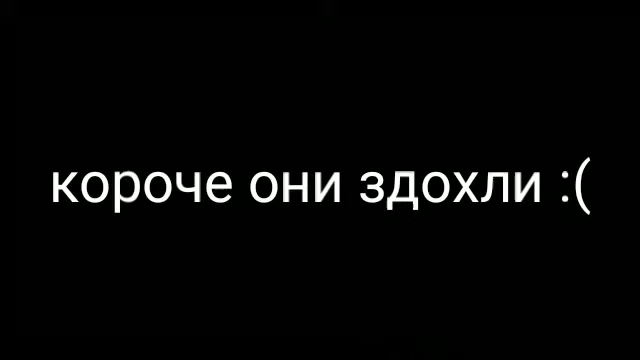 короче они здохли :(